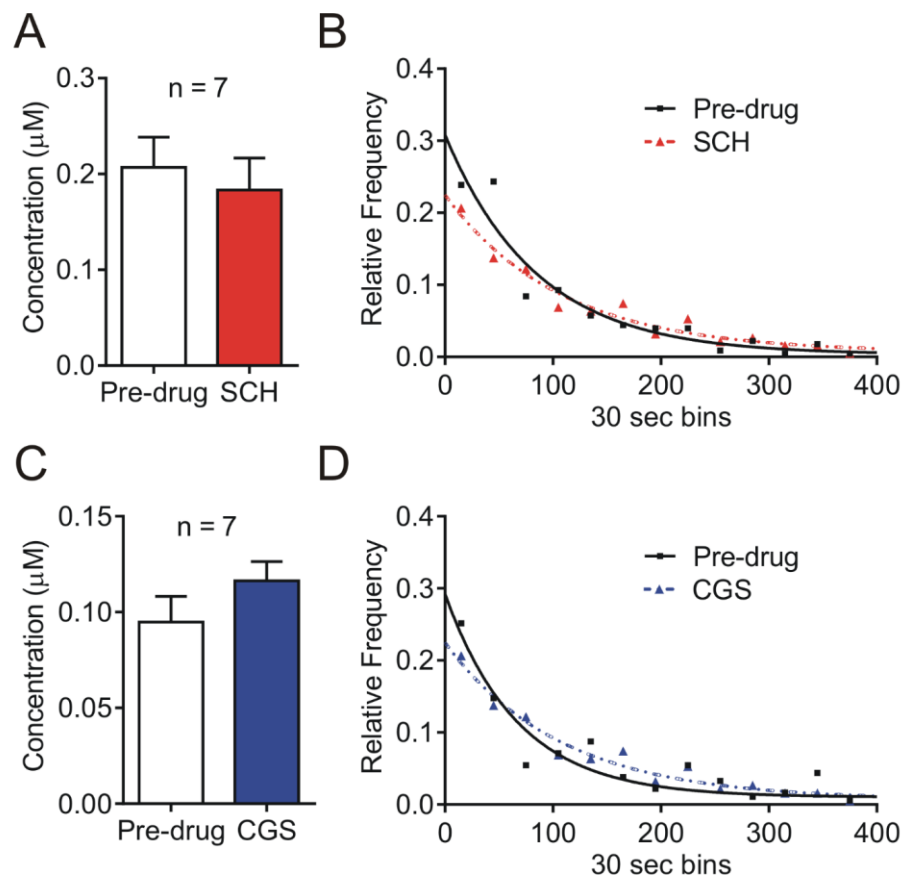 A
0.3
0.2
0.1
0.0
Concentration (μM)
n = 7
Pre-drug SCH
B
0.4
0.3
0.2
0.1
0.0
Relative Frequency
Pre-drug
SCH
0 100 200 300 400
30 sec bins
C
0.15
0.10
0.05
0.00
Concentration (μM)
n = 7
Pre-drug CGS
D
0.4
0.3
0.2
0.1
0.0
Relative Frequency
Pre-drug
CGS
0 100 200 300 400
30 sec bins